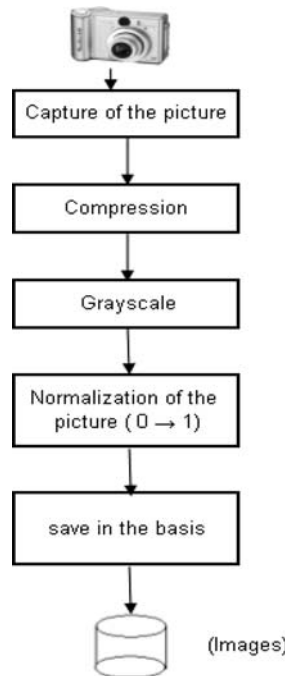 Capture of the picture
Compression
Grayscale
Normalization of the
picture ( 0 → 1)
save in the basis
(Images)